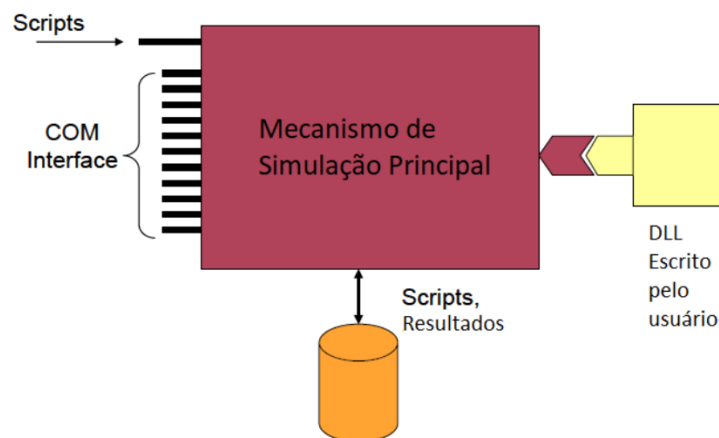 Scripts
COM
Interface
Mecanismo de
Simulação Principal
DLL
Escrito
pelo
usuário
Scripts,
Resultados